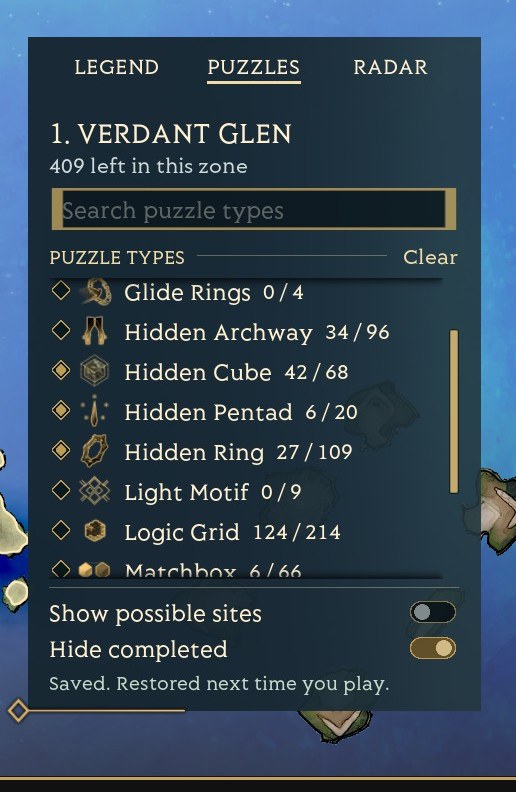 LEGEND PUZZLES RADAR
1. VERDANT GLEN
409 left in this zone
Search puzzle types
PUZZLE TYPES Clear
Glide Rings 0/4
Hidden Archway 34/96
Hidden Cube 42/68
Hidden Pentad 6/20
Hidden Ring 27/109
Light Motif 0/9
Logic Grid 124/214
Matchbox 6/66
Show possible sites
Hide completed
Saved. Restored next time you play.